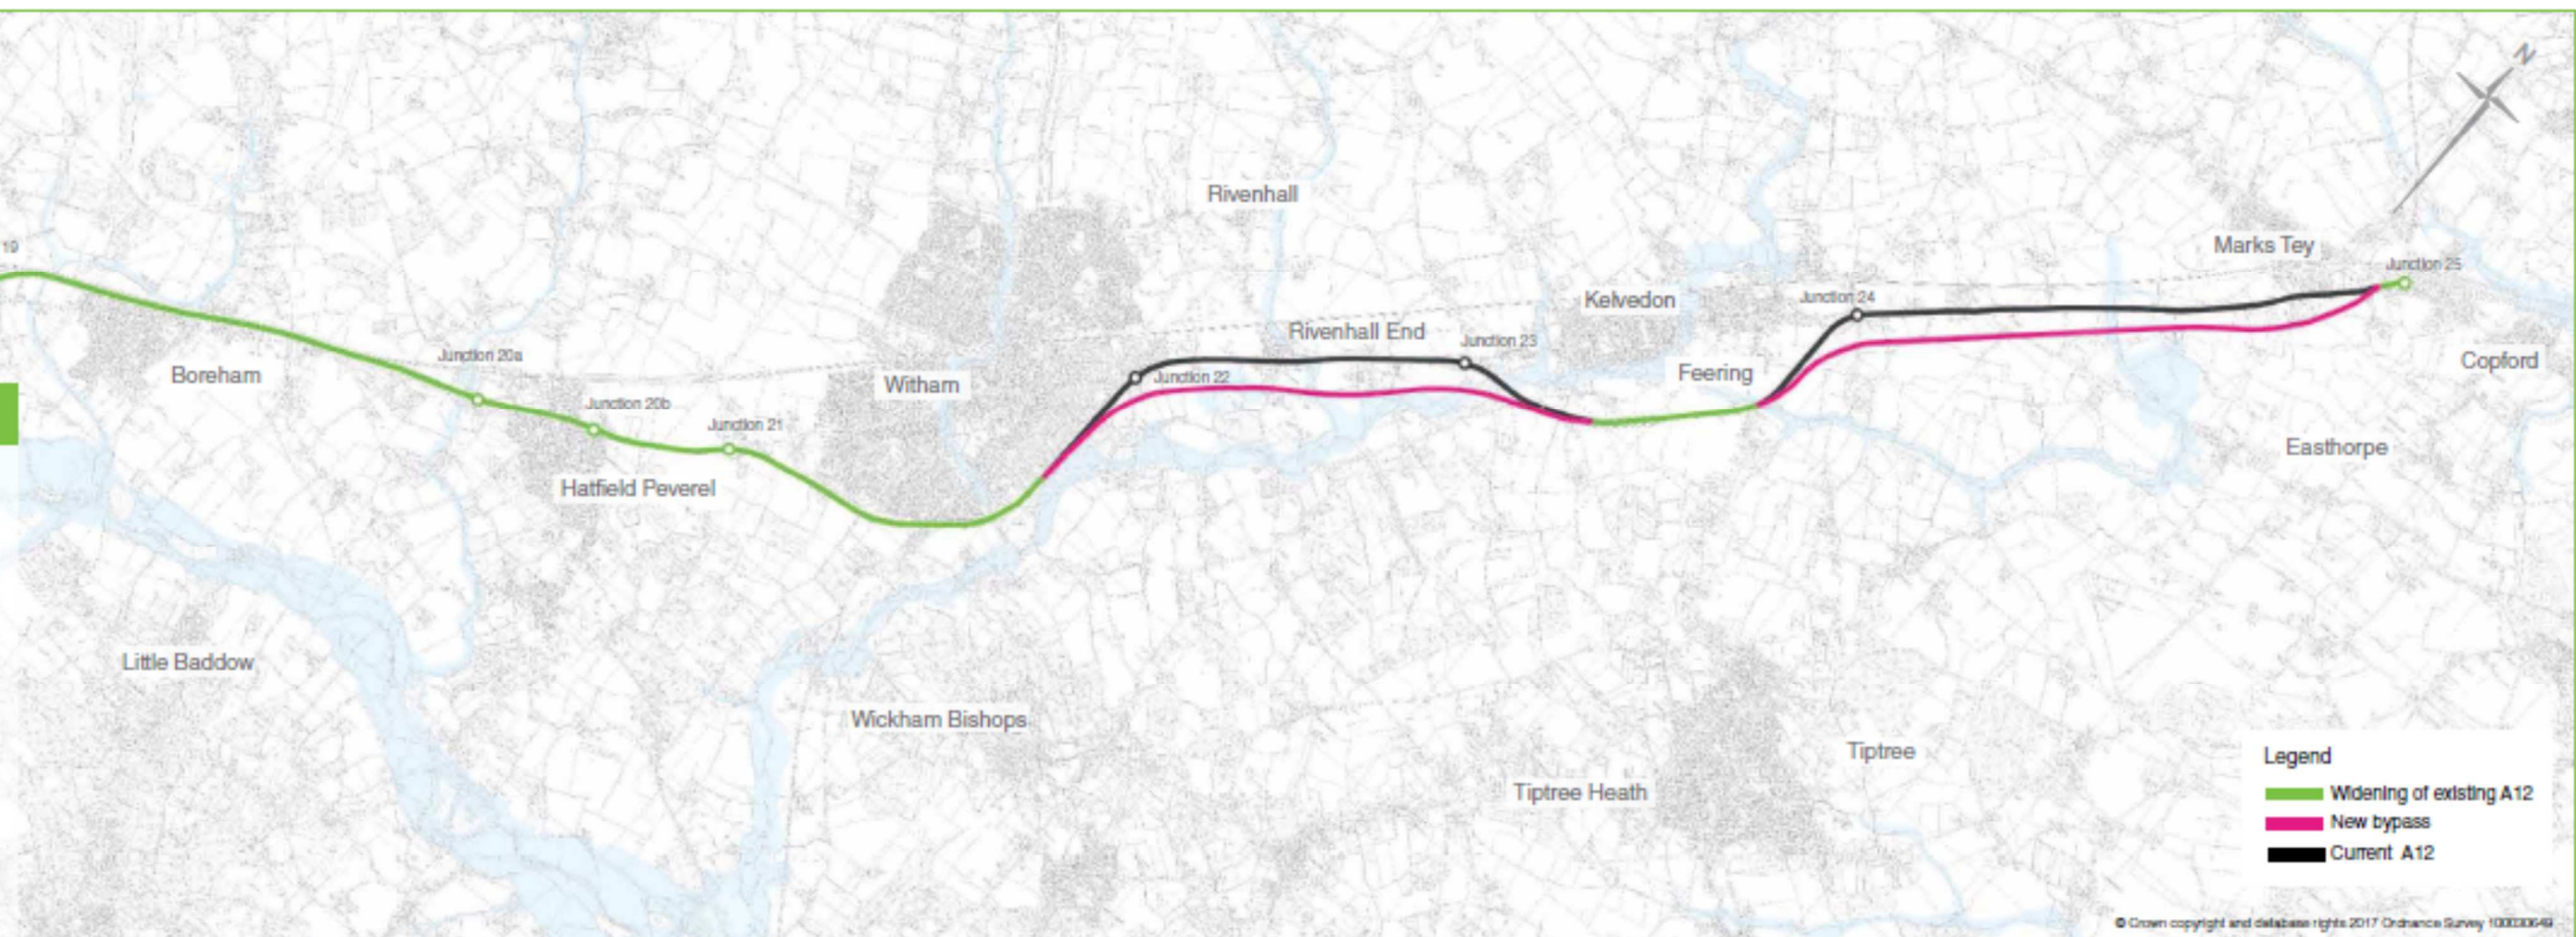 N
Rivenhall
19
Marks Tey
Junction 25
Kelvedon
Junction 24
Rivenhall End
Junction 23
Junction 20a
Boreham
Witham
Junction 22
Feering
Copford
Junction 20b
Junction 21
Hatfield Peverel
Easthorpe
Little Baddow
Wickham Bishops
Tiptree
Tiptree Heath
Legend
Widening of existing A12
New bypass
Current A12
© Crown copyright and database rights 2017 Ordnance Survey 100030649